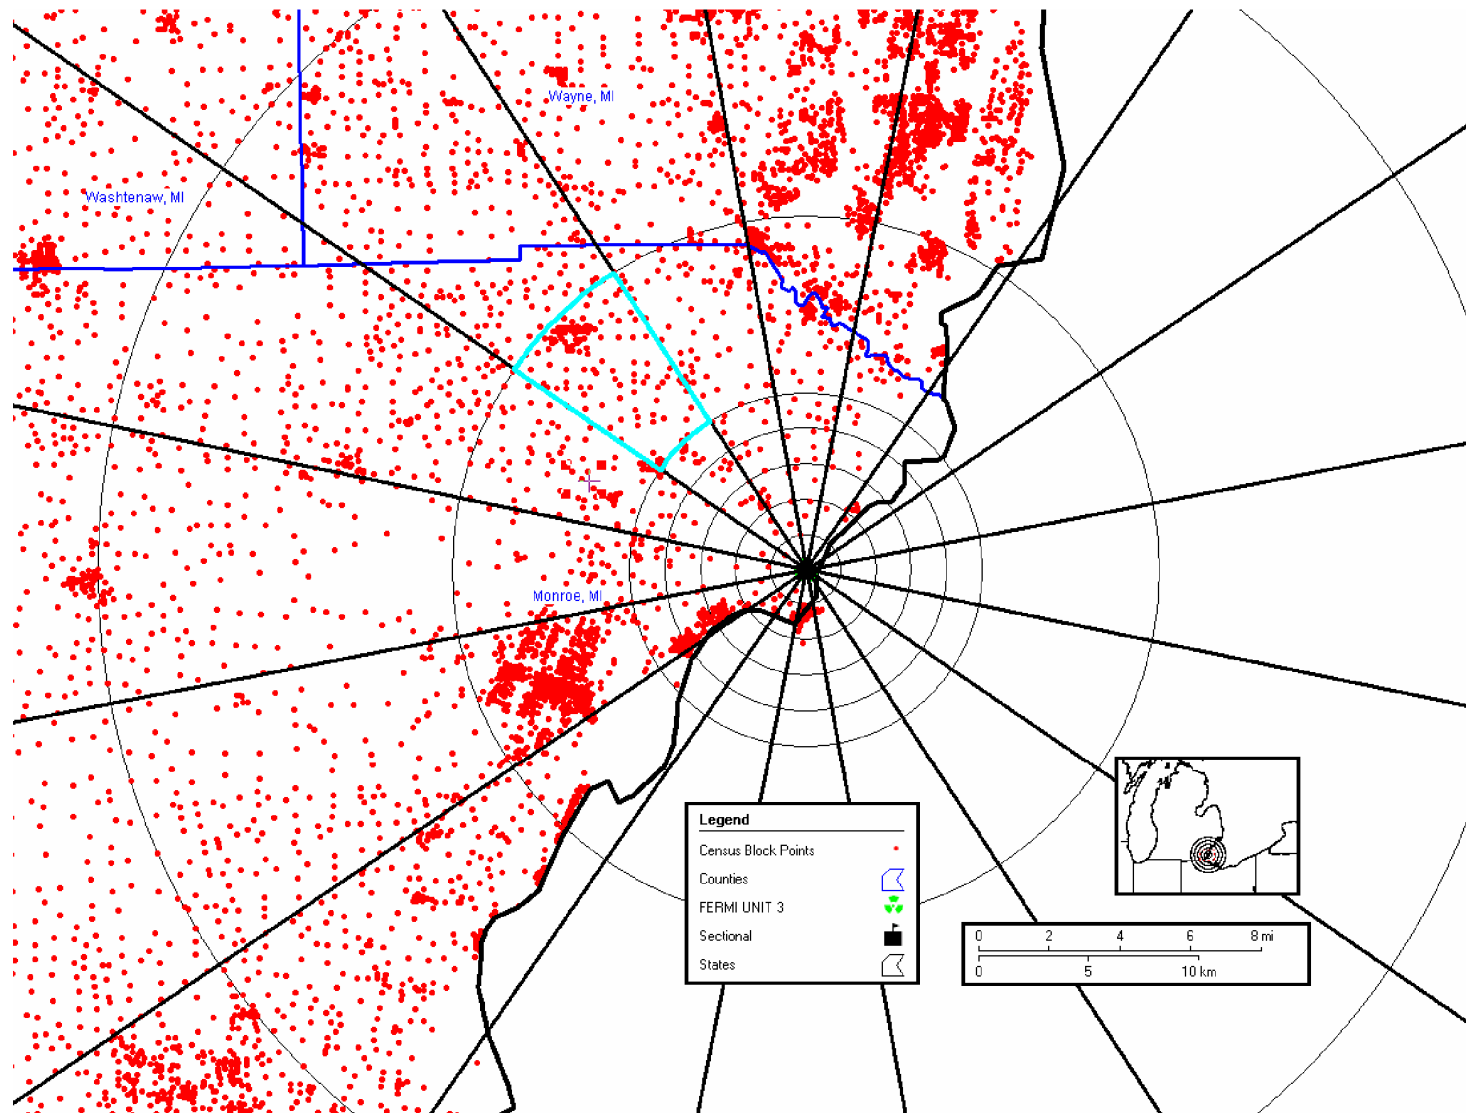 Wayne, MI
Washtenaw, MI
Monroe, MI
Legend
Census Block Points
Counties
FERMI UNIT 3
Sectional
States
0 2 4 6 8 mi
0 5 10 km